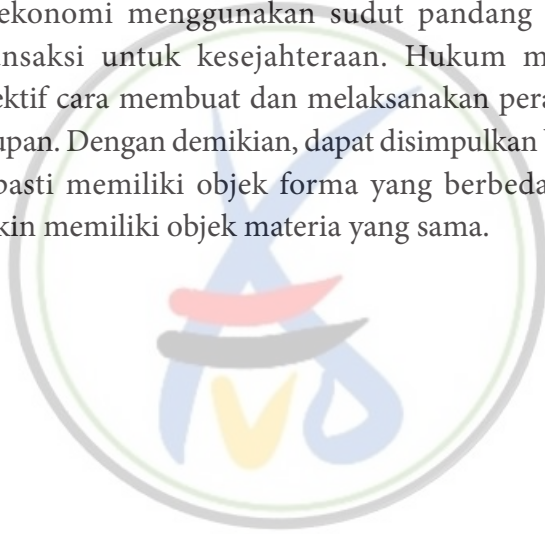 ekonomi menggunakan sudut pandang
nsaksi untuk kesejahteraan. Hukum m
ektif cara membuat dan melaksanakan pera
upan. Dengan demikian, dapat disimpulkan
pasti memiliki objek forma yang berbeda
kin memiliki objek materia yang sama.